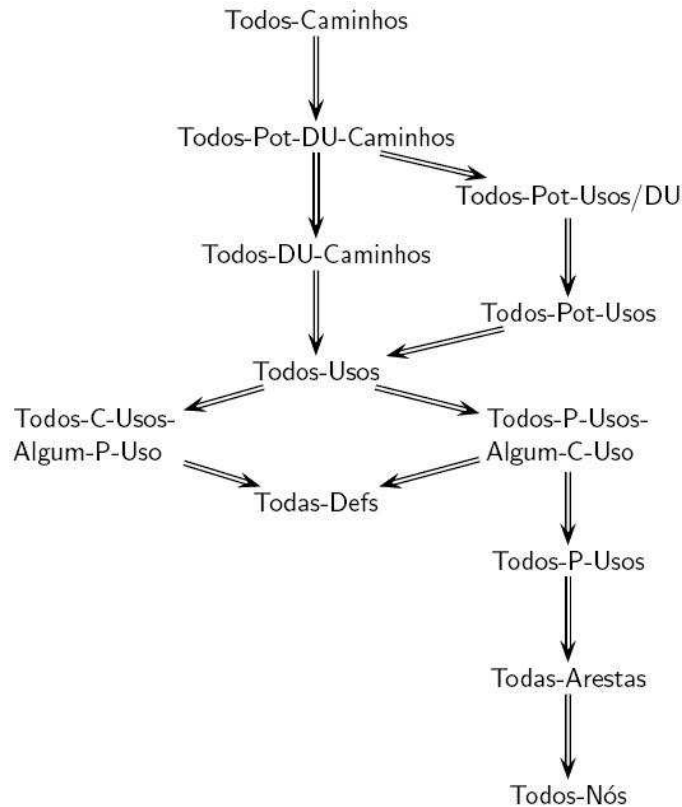 Todos-Caminhos
Todos-Pot-DU-Caminhos
Todos-Pot-Usos/DU
Todos-DU-Caminhos
Todos-Pot-Usos
Todos-Usos
Todos-C-Usos-
Algum-P-Uso
Todos-P-Usos-
Algum-C-Uso
Todas-Defs
Todos-P-Usos
Todas-Arestas
Todos-Nós